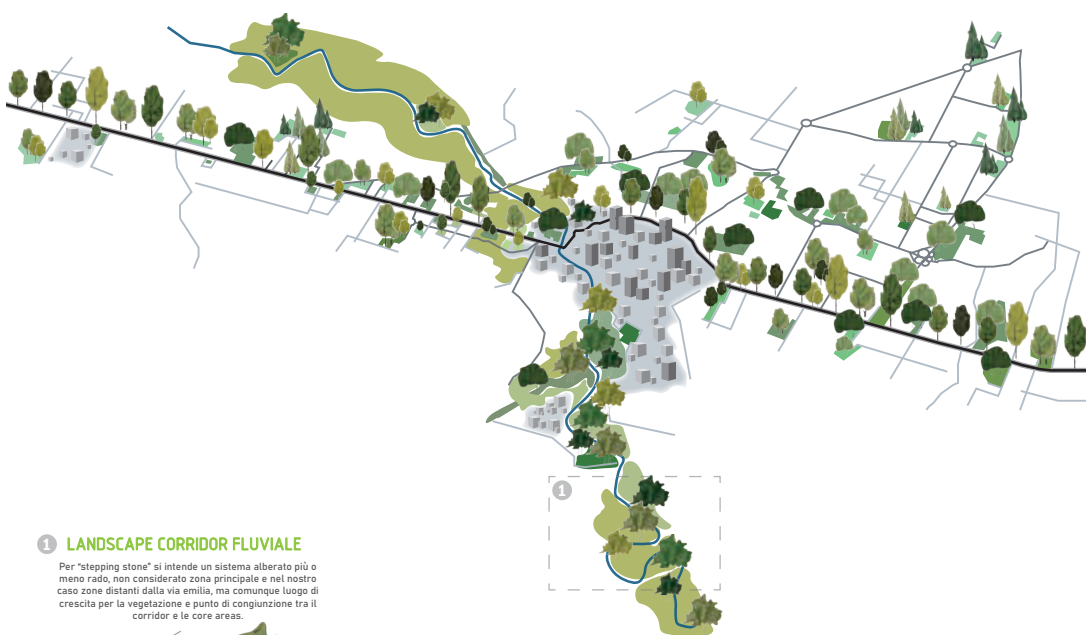 1
1 LANDSCAPE CORRIDOR FLUVIALE
Per “stepping stone” si intende un sistema alberato più o
meno rado, non considerato zona principale e nel nostro
caso zone distanti dalla via emilia, ma comunque luogo di
crescita per la vegetazione e punto di congiunzione tra il
corridor e le core areas.